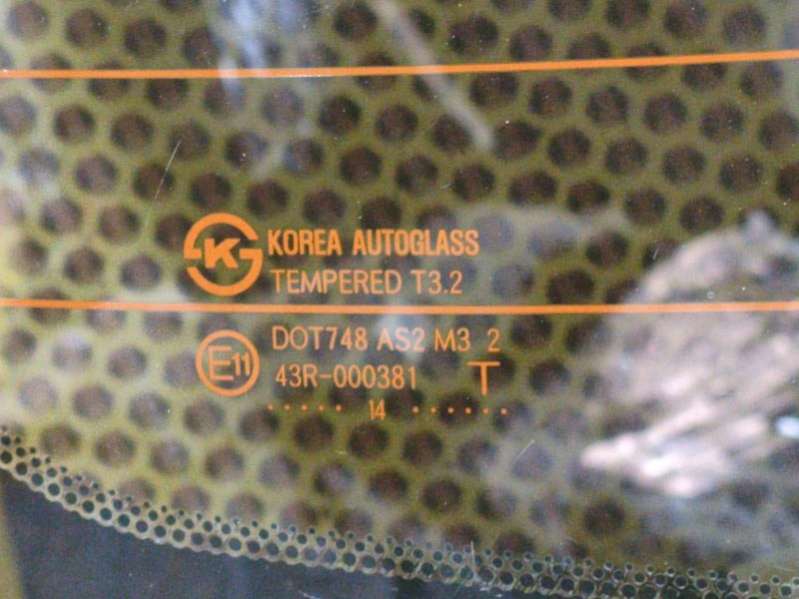 K KOREA AUTOGLASS
TEMPERED T3.2
E11 DOT748 AS2 M3 2
43R-000381 T
..... 14 ......